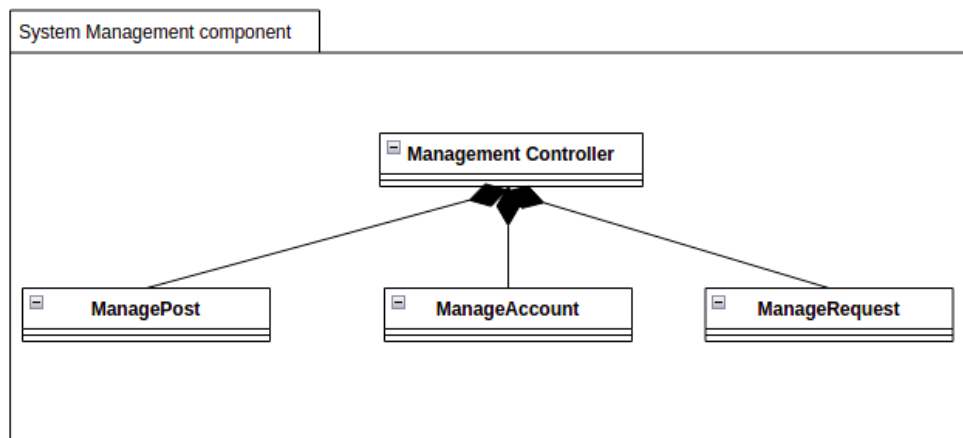 System Management component
Management Controller
ManagePost
ManageAccount
ManageRequest